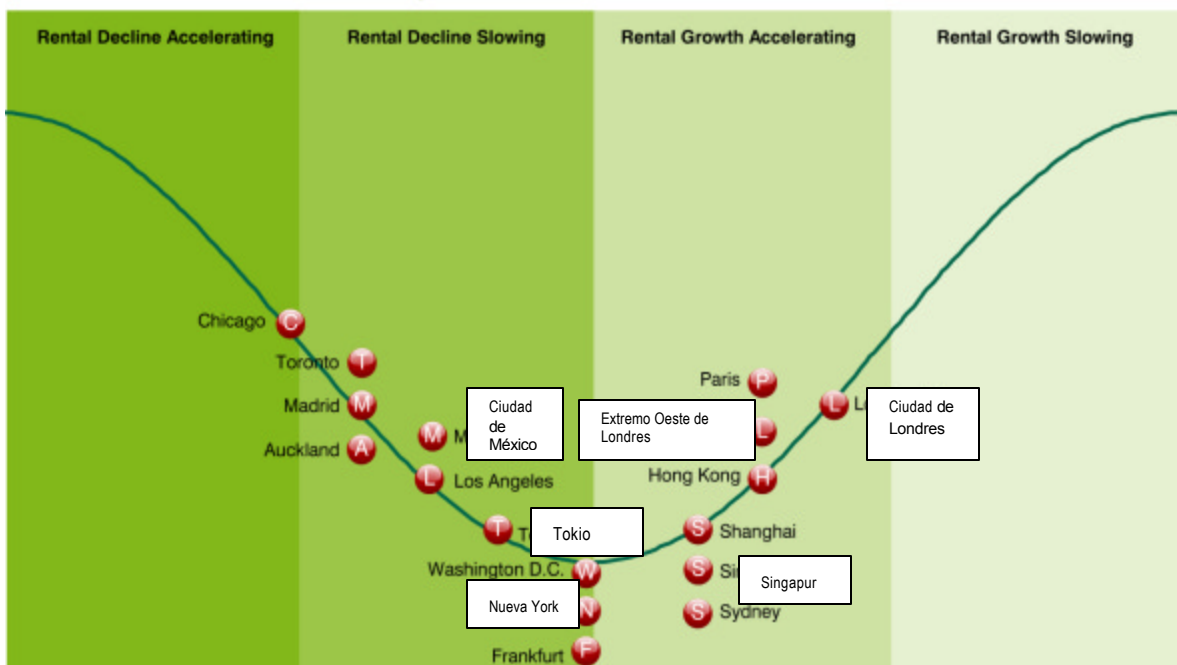 Rental Decline Accelerating
Rental Decline Slowing
Rental Growth Accelerating
Rental Growth Slowing
Chicago C
Toronto T
Madrid M
Auckland A
M
Ciudad
de
México
L Los Angeles
T
Tokio
Washington D.C. W
Nueva York
N
Frankfurt F
Paris P
Extremo Oeste de
Londres
L
Hong Kong H
S Shanghai
S
Singapur
S Sydney
L
Ciudad de
Londres